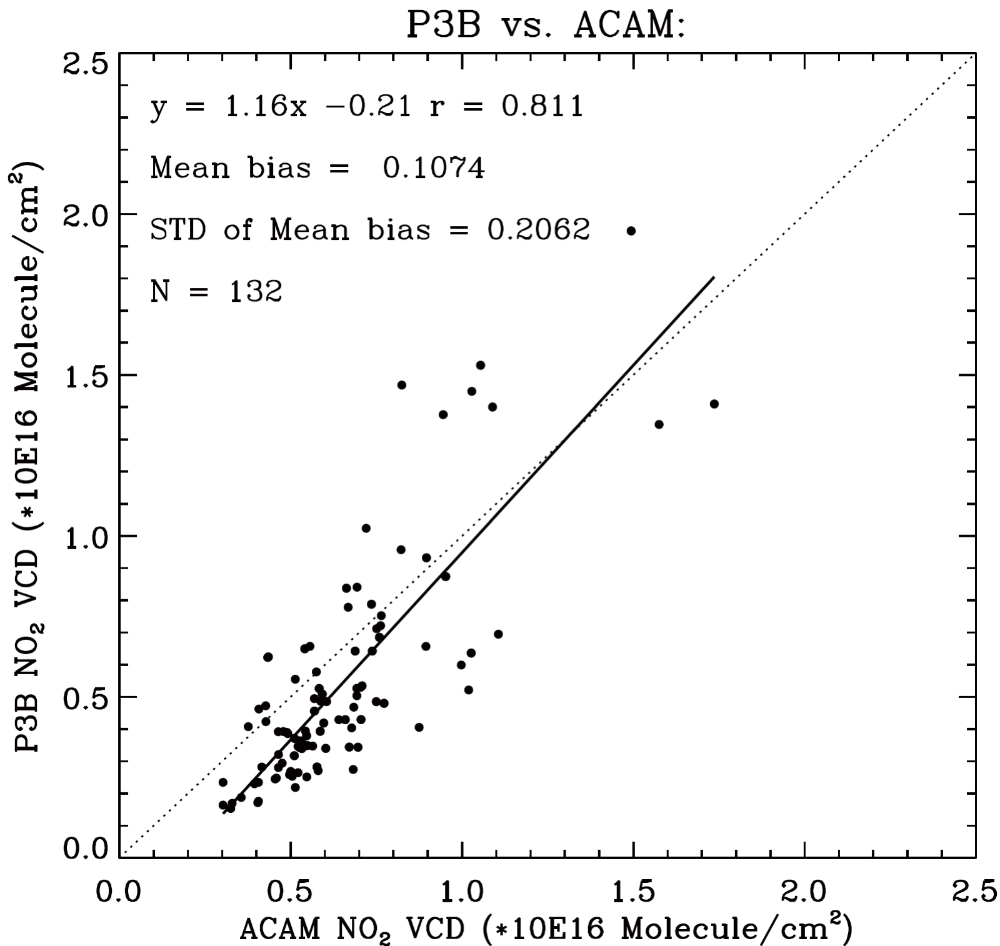 P3B vs. ACAM:
y = 1.16x −0.21 r = 0.811
Mean bias = 0.1074
STD of Mean bias = 0.2062
N = 132
P3B NO₂ VCD (*10E16 Molecule/cm²)
2.5
2.0
1.5
1.0
0.5
0.0
0.0 0.5 1.0 1.5 2.0 2.5
ACAM NO₂ VCD (*10E16 Molecule/cm²)